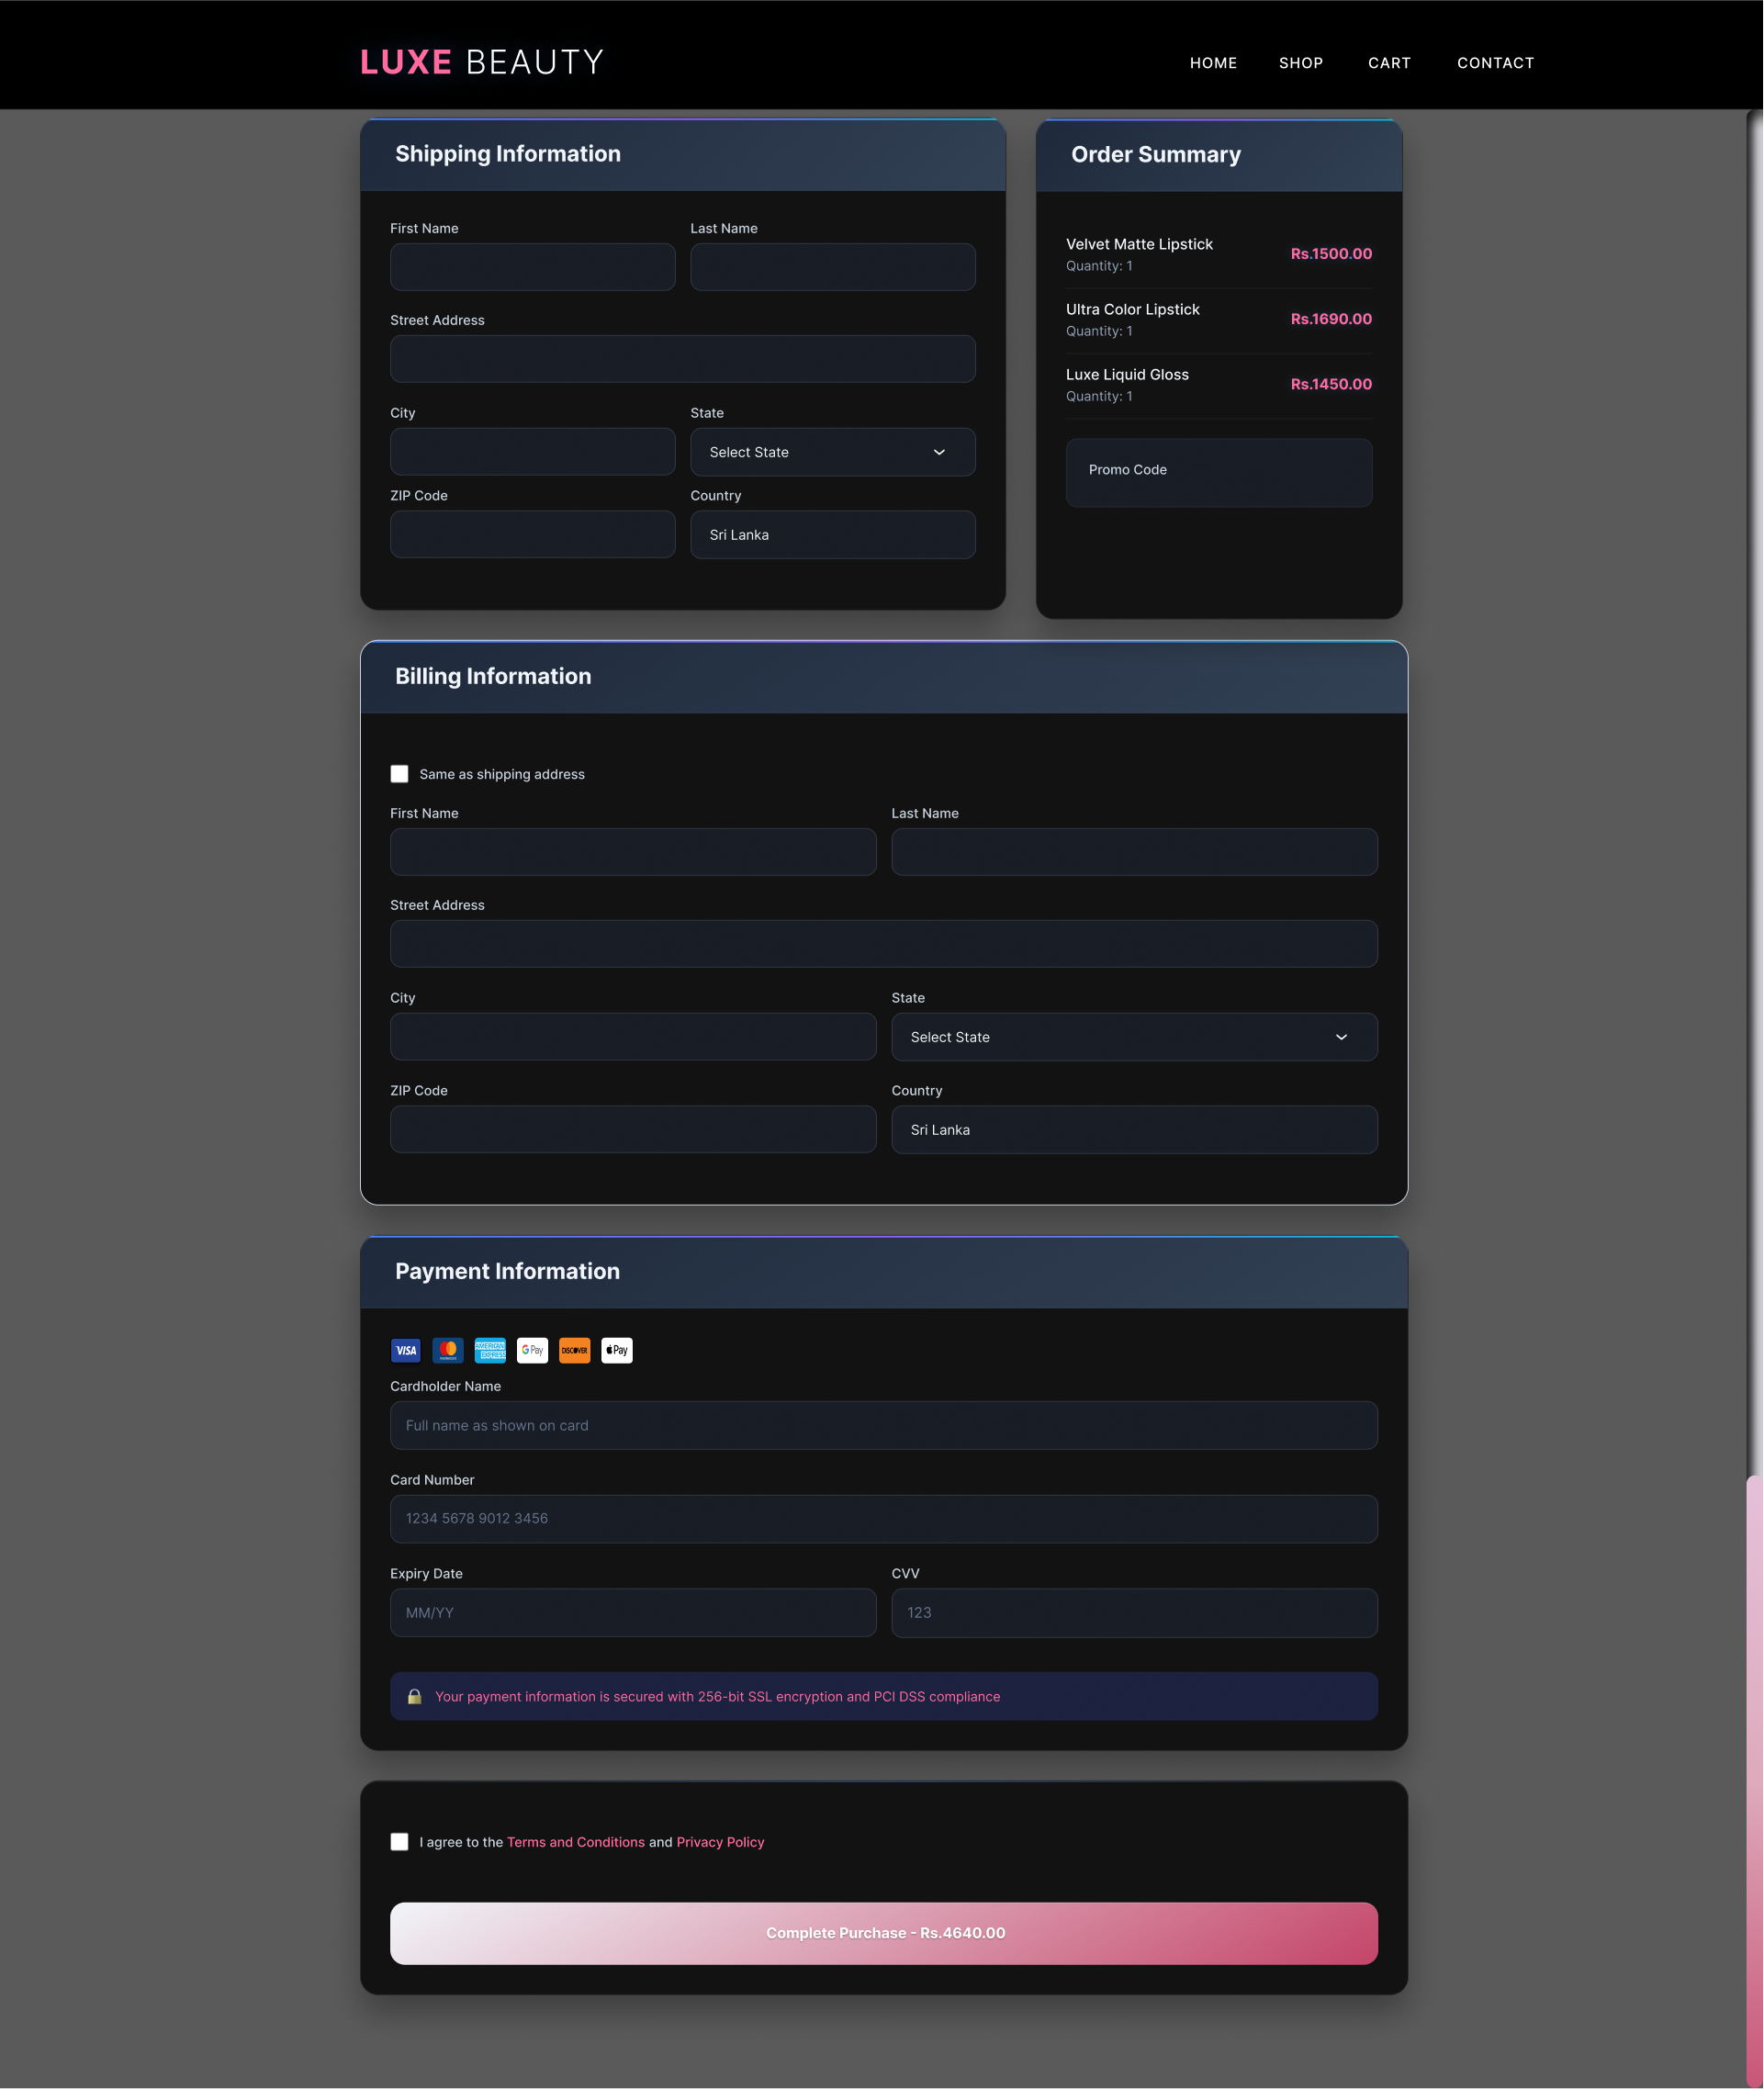 LUXE BEAUTY
HOME SHOP CART CONTACT
Shipping Information
First Name Last Name
Street Address
City State
Select State
ZIP Code Country
Sri Lanka
Order Summary
Velvet Matte Lipstick
Quantity: 1
Rs.1500.00
Ultra Color Lipstick
Quantity: 1
Rs.1690.00
Luxe Liquid Gloss
Quantity: 1
Rs.1450.00
Promo Code
Billing Information
Same as shipping address
First Name Last Name
Street Address
City State
Select State
ZIP Code Country
Sri Lanka
Payment Information
VISA AMERICAN EXPRESS G Pay DISCOVER Pay
Cardholder Name
Full name as shown on card
Card Number
1234 5678 9012 3456
Expiry Date CVV
MM/YY 123
Your payment information is secured with 256-bit SSL encryption and PCI DSS compliance
I agree to the Terms and Conditions and Privacy Policy
Complete Purchase - Rs.4640.00